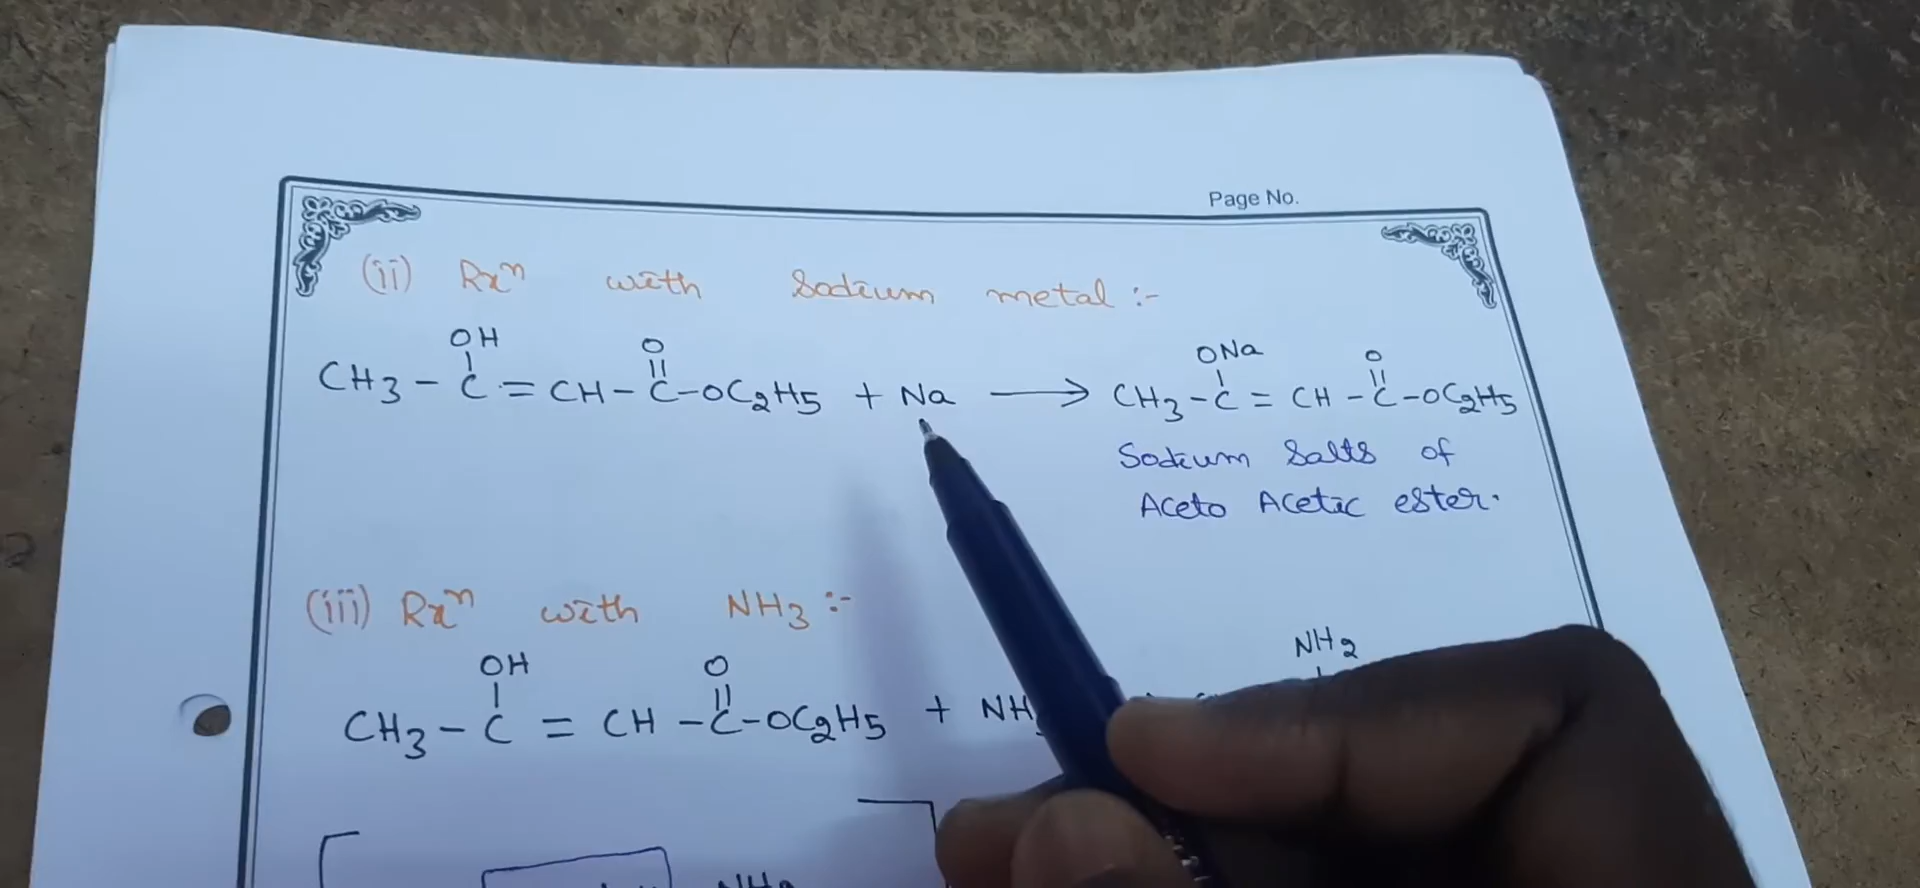 Page No.
(ii) Rxⁿ with Sodium metal :-
OH O ONa O
CH3 - C = CH - C - OC2H5 + Na ⟶ CH3 - C = CH - C - OC2H5
Sodium Salts of
Aceto Acetic ester.
(iii) Rxⁿ with NH3 :-
OH O NH2
CH3 - C = CH - C - OC2H5 + NH
NH2